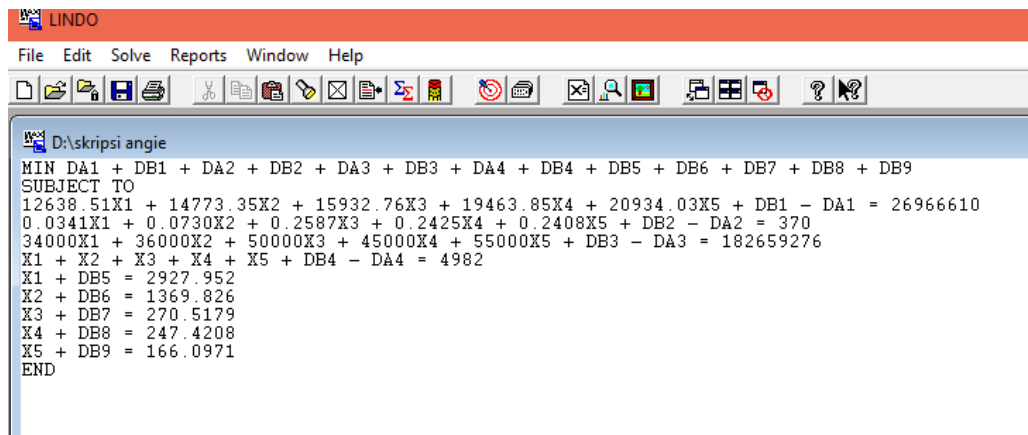 LINDO
File Edit Solve Reports Window Help
D:\skripsi angie
MIN DA1 + DB1 + DA2 + DB2 + DA3 + DB3 + DA4 + DB4 + DB5 + DB6 + DB7 + DB8 + DB9
SUBJECT TO
12638.51X1 + 14773.35X2 + 15932.76X3 + 19463.85X4 + 20934.03X5 + DB1 - DA1 = 26966610
0.0341X1 + 0.0730X2 + 0.2587X3 + 0.2425X4 + 0.2408X5 + DB2 - DA2 = 370
34000X1 + 36000X2 + 50000X3 + 45000X4 + 55000X5 + DB3 - DA3 = 182659276
X1 + X2 + X3 + X4 + X5 + DB4 - DA4 = 4982
X1 + DB5 = 2927.952
X2 + DB6 = 1369.826
X3 + DB7 = 270.5179
X4 + DB8 = 247.4208
X5 + DB9 = 166.0971
END